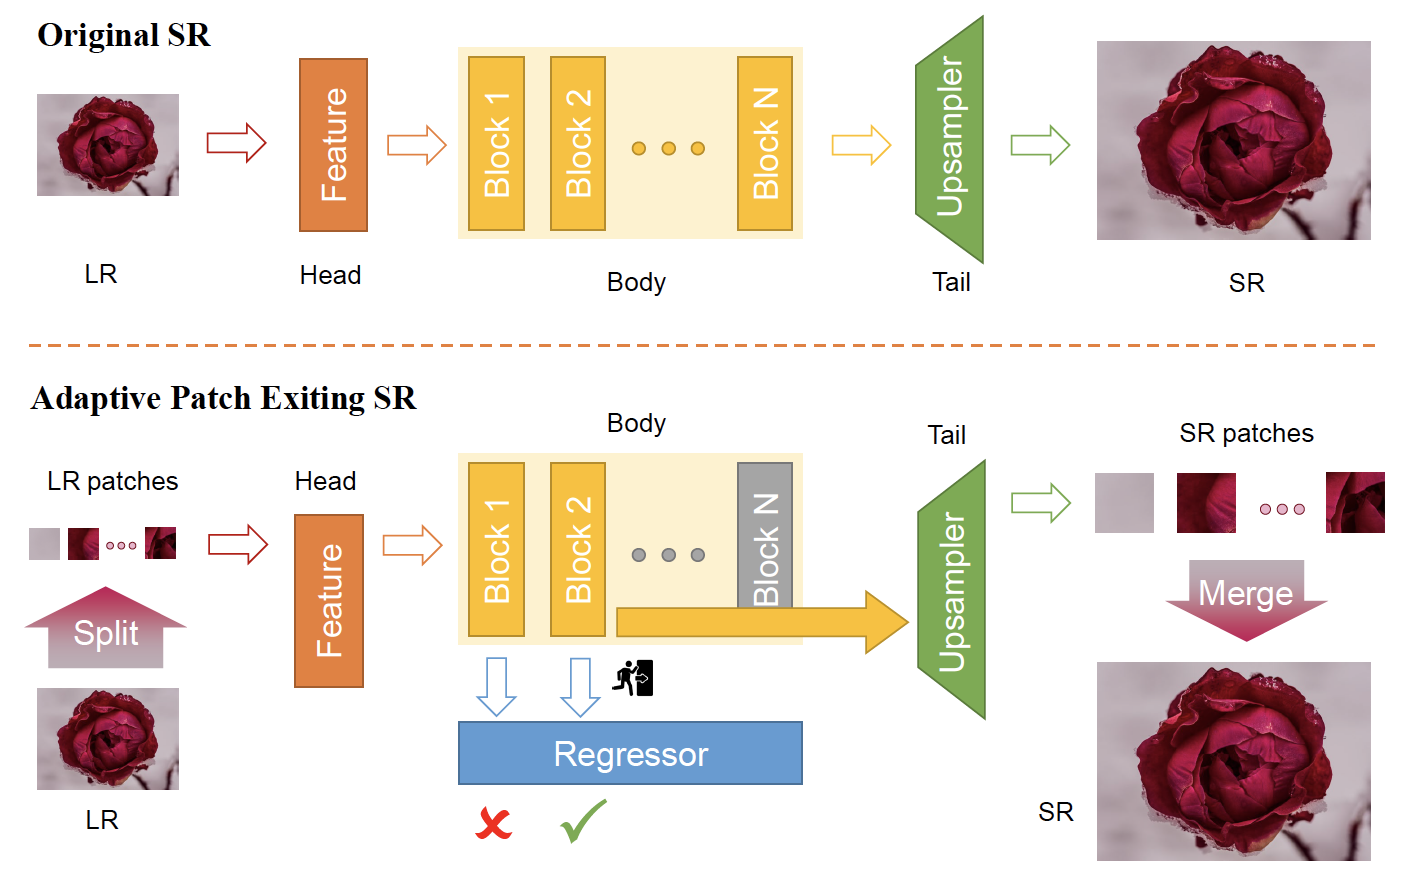 Original SR
Feature
Block 1
Block 2
Block N
Upsampler
LR
Head
Body
Tail
SR
Adaptive Patch Exiting SR
Body
Tail
SR patches
LR patches
Head
Feature
Block 1
Block 2
Block N
Upsampler
Split
Merge
Regressor
LR
SR